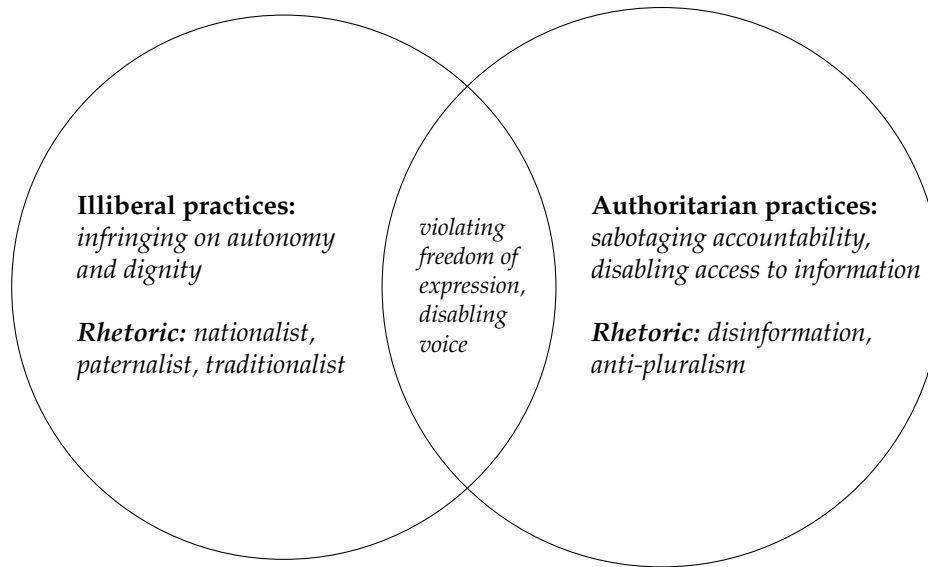 Illiberal practices:
infringing on autonomy
and dignity
Rhetoric: nationalist,
paternalist, traditionalist
violating
freedom of
expression,
disabling
voice
Authoritarian practices:
sabotaging accountability,
disabling access to information
Rhetoric: disinformation,
anti-pluralism